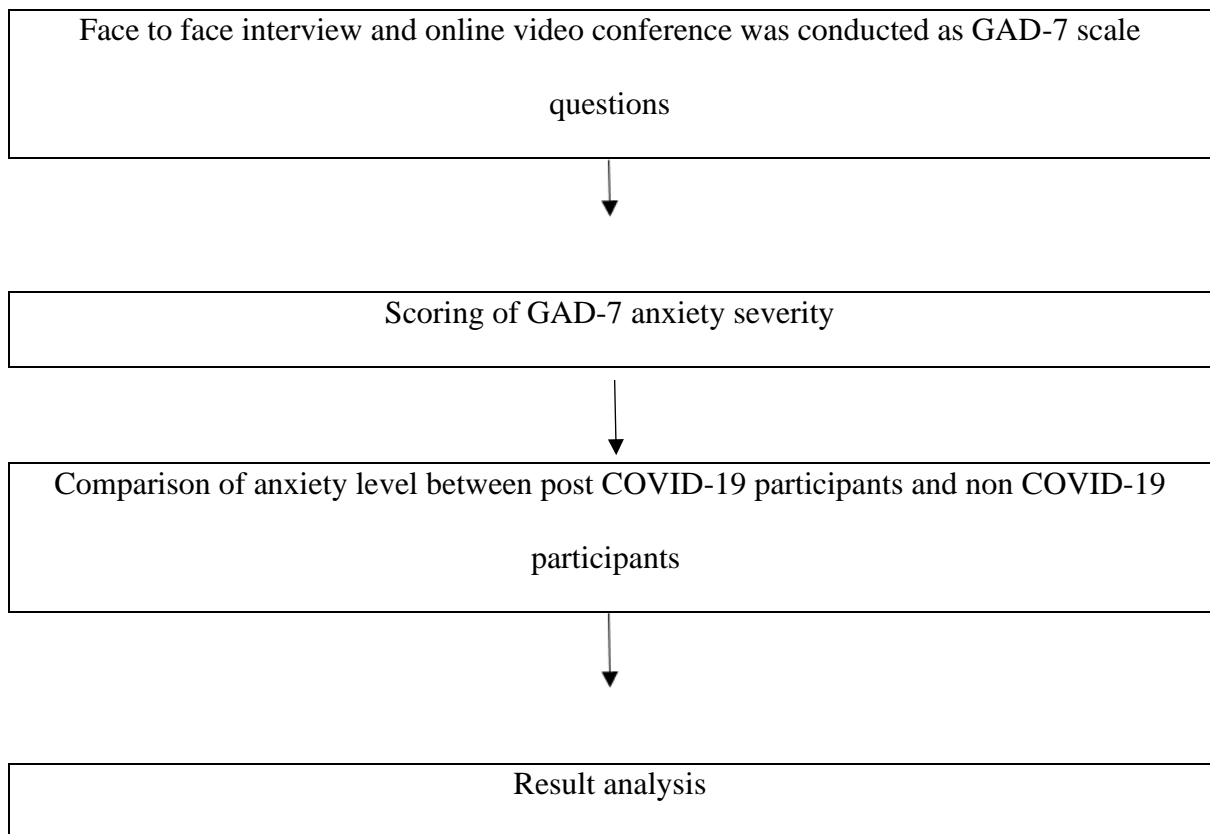 Face to face interview and online video conference was conducted as GAD-7 scale
questions
Scoring of GAD-7 anxiety severity
Comparison of anxiety level between post COVID-19 participants and non COVID-19
participants
Result analysis